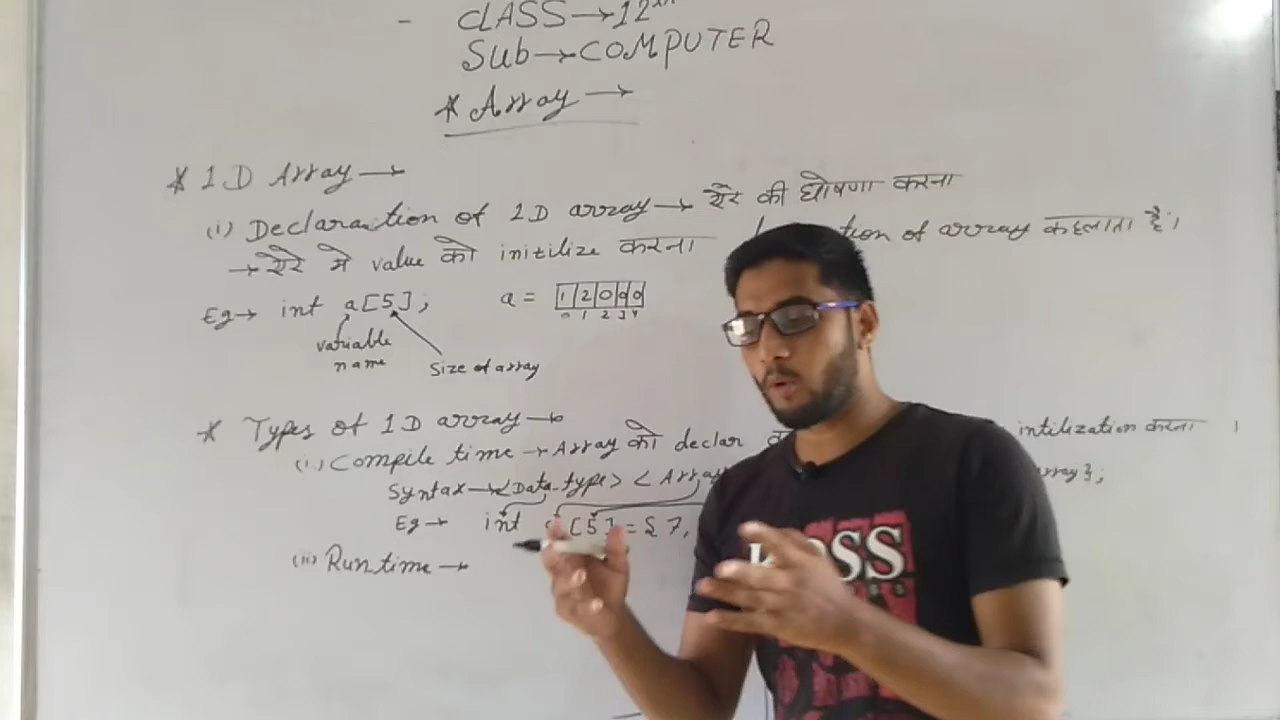 CLASS → 12th
Sub → COMPUTER
* Array →
* 1D Array →
(i) Declaraction of 1D array → ऐरे की घोषणा करना
→ ऐरे मे value को initilize करना tion of array कहलाता है।
Eg → int a[5]; a = 1 2 0 0 0
0 1 2 3 4
variable name
Size of array
* Types of 1D array →
(i) Compile time → Array को declar intilization करना ।
Syntax → <Data-type> < Array array};
Eg → int [5] = { 7,
(ii) Runtime →
BOSS